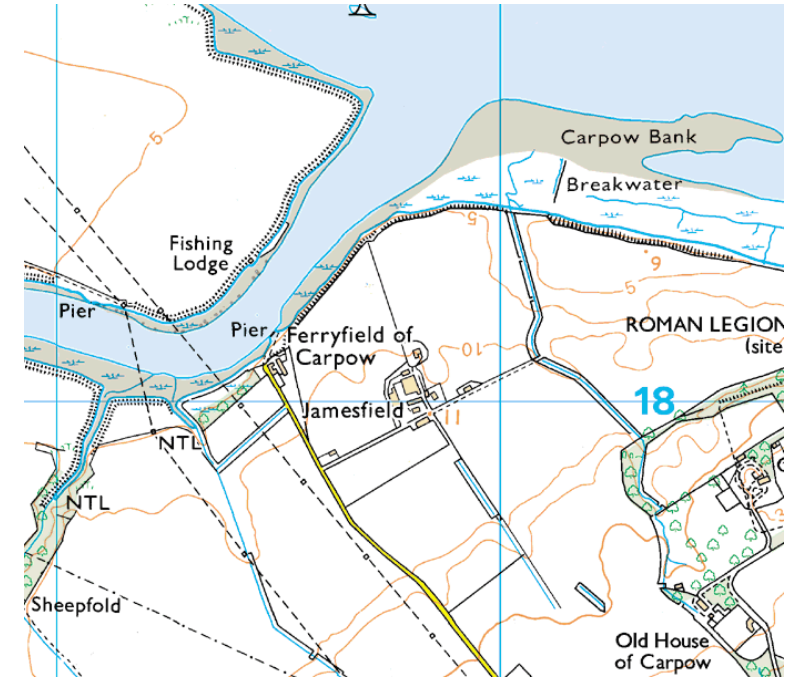 Carpow Bank
Breakwater
5
5
Fishing
Lodge
6
5
Pier
Pier
Ferryfield of
Carpow
10
ROMAN LEGION
(site
Jamesfield
11
18
NTL
NTL
Sheepfold
Old House
of Carpow